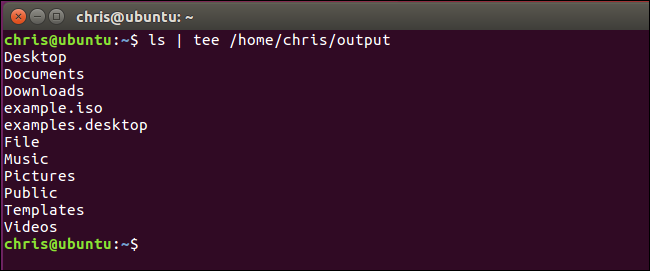 chris@ubuntu: ~
chris@ubuntu:~$ ls | tee /home/chris/output
Desktop
Documents
Downloads
example.iso
examples.desktop
File
Music
Pictures
Public
Templates
Videos
chris@ubuntu:~$